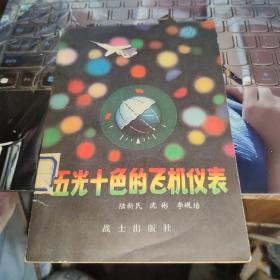 五光十色的飞机仪表
陆新民 沈彬 李砚培
战士出版社